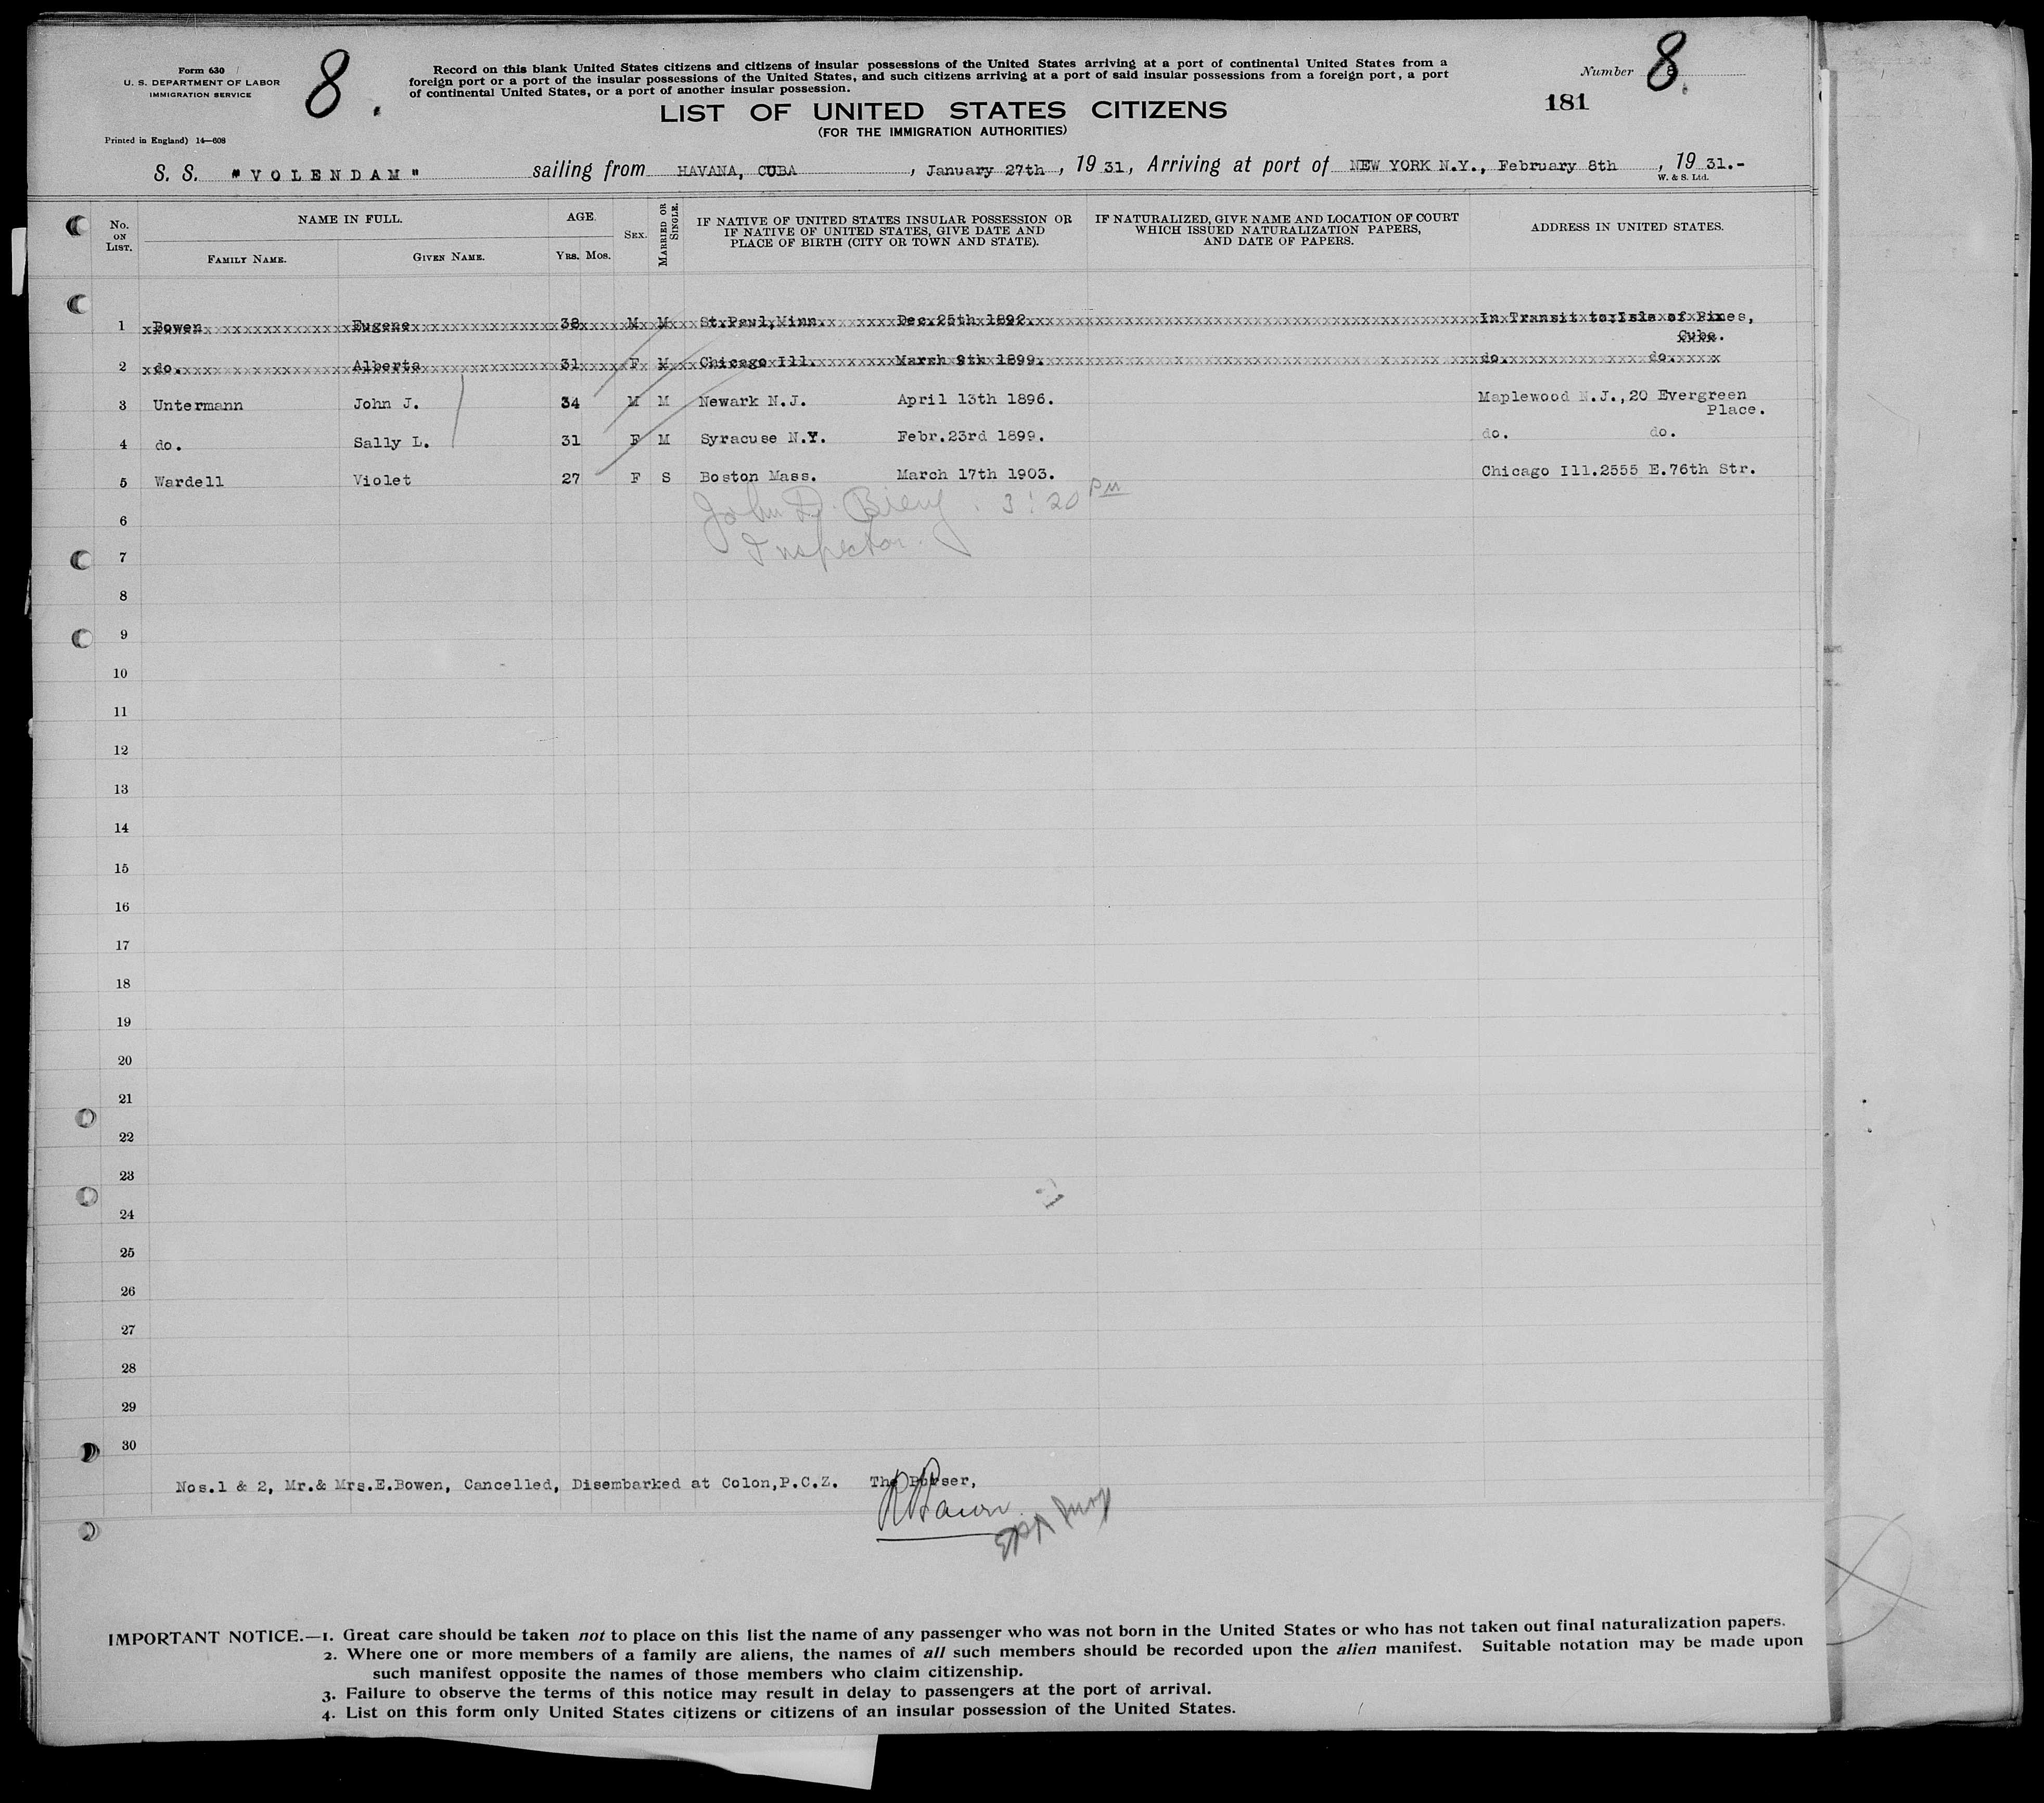 Form 630
U. S. DEPARTMENT OF LABOR
IMMIGRATION SERVICE
8.
Record on this blank United States citizens and citizens of insular possessions of the United States arriving at a port of continental United States from a
foreign port or a port of the insular possessions of the United States, and such citizens arriving at a port of said insular possessions from a foreign port, a port
of continental United States, or a port of another insular possession.
Number 8
181
LIST OF UNITED STATES CITIZENS
(FOR THE IMMIGRATION AUTHORITIES)
Printed in England) 14—608
S. S. "VOLENDAM" sailing from HAVANA, CUBA, January 27th, 1931, Arriving at port of NEW YORK N.Y., February 8th, 1931.-
W. & S. Ltd.
No. ON LIST. NAME IN FULL. AGE. SEX. MARRIED OR SINGLE. IF NATIVE OF UNITED STATES INSULAR POSSESSION OR IF NATIVE OF UNITED STATES, GIVE DATE AND PLACE OF BIRTH (CITY OR TOWN AND STATE). IF NATURALIZED, GIVE NAME AND LOCATION OF COURT WHICH ISSUED NATURALIZATION PAPERS, AND DATE OF PAPERS. ADDRESS IN UNITED STATES.
FAMILY NAME. GIVEN NAME. YRS. MOS.
1 Bowen Eugene 38 M M St.Paul,Minn. Dec.25th 1892. In Transit to:Isle of Pines,
Cuba.
2 do. Alberta 31 F M Chicago Ill. March 9th 1899. do. do.
3 Untermann John J. 34 M M Newark N.J. April 13th 1896. Maplewood N.J.,20 Evergreen
Place.
4 do. Sally L. 31 F M Syracuse N.Y. Febr.23rd 1899. do. do.
5 Wardell Violet 27 F S Boston Mass. March 17th 1903. Chicago Ill.2555 E.76th Str.
John D. 3:20 PM
6
Inspector.
7
8
9
10
11
12
13
14
15
16
17
18
19
20
21
22
23
24
25
26
27
28
29
30
Nos.1 & 2, Mr.& Mrs.E.Bowen, Cancelled, Disembarked at Colon,P.C.Z. The Purser,
IMPORTANT NOTICE.—1. Great care should be taken not to place on this list the name of any passenger who was not born in the United States or who has not taken out final naturalization papers.
2. Where one or more members of a family are aliens, the names of all such members should be recorded upon the alien manifest. Suitable notation may be made upon
such manifest opposite the names of those members who claim citizenship.
3. Failure to observe the terms of this notice may result in delay to passengers at the port of arrival.
4. List on this form only United States citizens or citizens of an insular possession of the United States.